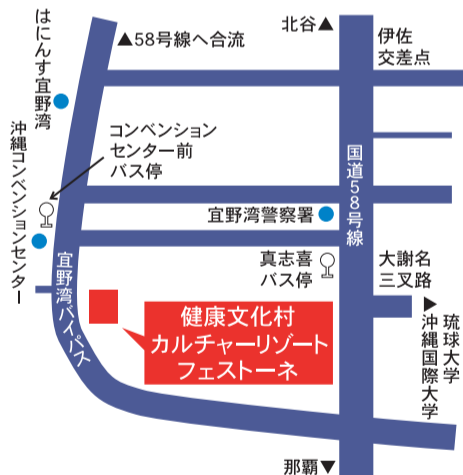 北谷▲
▲58号線へ合流
伊佐
交差点
はにんす宜野湾
コンベンション
センター前
バス停
沖縄コンベンションセンター
国道58号線
宜野湾警察署
真志喜
バス停
大謝名
三叉路
▶
琉球大学
沖縄国際大学
宜野湾バイパス
健康文化村
カルチャーリゾート
フェストーネ
那覇▼